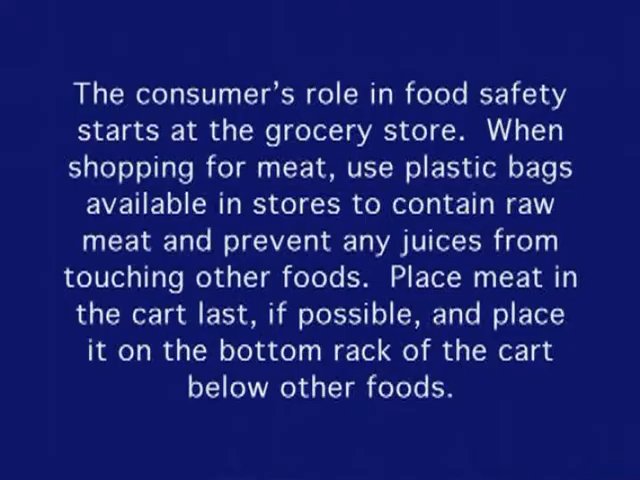 The consumer’s role in food safety
starts at the grocery store.  When
shopping for meat, use plastic bags
available in stores to contain raw
meat and prevent any juices from
touching other foods.  Place meat in
the cart last, if possible, and place
it on the bottom rack of the cart
below other foods.